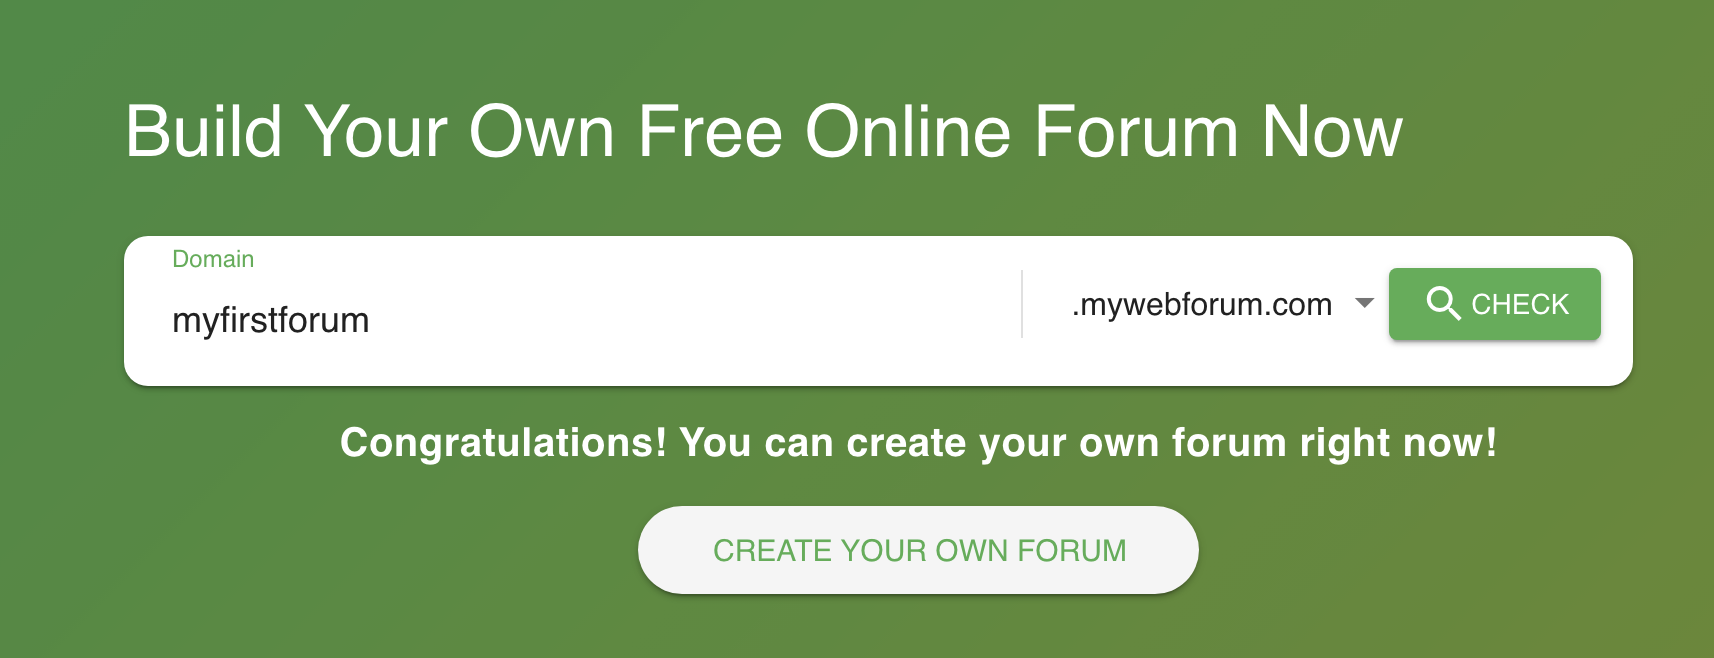 Build Your Own Free Online Forum Now
Domain
myfirstforum
.mywebforum.com
CHECK
Congratulations! You can create your own forum right now!
CREATE YOUR OWN FORUM